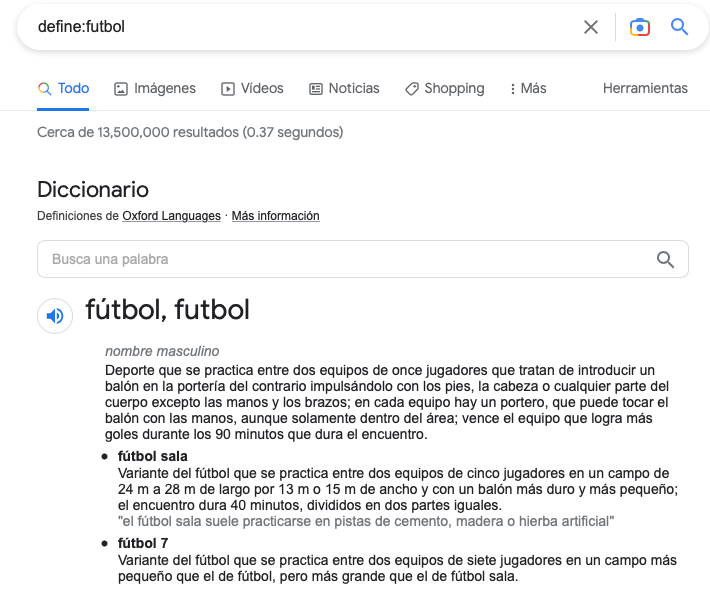 define:futbol
Todo
Imágenes
Vídeos
Noticias
Shopping
Más
Herramientas
Cerca de 13,500,000 resultados (0.37 segundos)
Diccionario
Definiciones de Oxford Languages · Más información
Busca una palabra
fútbol, futbol
nombre masculino
Deporte que se practica entre dos equipos de once jugadores que tratan de introducir un
balón en la portería del contrario impulsándolo con los pies, la cabeza o cualquier parte del
cuerpo excepto las manos y los brazos; en cada equipo hay un portero, que puede tocar el
balón con las manos, aunque solamente dentro del área; vence el equipo que logra más
goles durante los 90 minutos que dura el encuentro.
• fútbol sala
Variante del fútbol que se practica entre dos equipos de cinco jugadores en un campo de
24 m a 28 m de largo por 13 m o 15 m de ancho y con un balón más duro y más pequeño;
el encuentro dura 40 minutos, divididos en dos partes iguales.
"el fútbol sala suele practicarse en pistas de cemento, madera o hierba artificial"
• fútbol 7
Variante del fútbol que se practica entre dos equipos de siete jugadores en un campo más
pequeño que el de fútbol, pero más grande que el de fútbol sala.